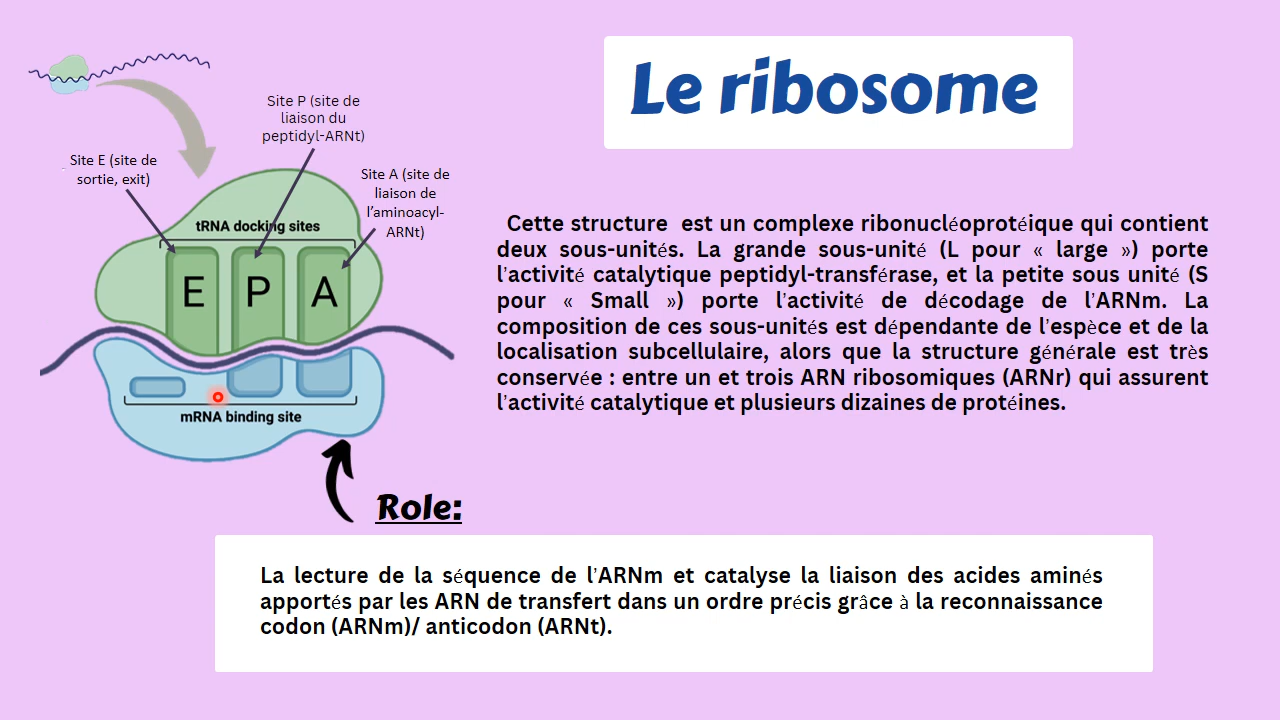 Le ribosome
Site P (site de
liaison du
peptidyl-ARNt)
Site E (site de
sortie, exit)
Site A (site de
liaison de
l’aminoacyl-
ARNt)
tRNA docking sites
E P A
mRNA binding site
Cette structure est un complexe ribonucléoprotéique qui contient
deux sous-unités. La grande sous-unité (L pour « large ») porte
l’activité catalytique peptidyl-transférase, et la petite sous unité (S
pour « Small ») porte l’activité de décodage de l’ARNm. La
composition de ces sous-unités est dépendante de l’espèce et de la
localisation subcellulaire, alors que la structure générale est très
conservée : entre un et trois ARN ribosomiques (ARNr) qui assurent
l’activité catalytique et plusieurs dizaines de protéines.
Role:
La lecture de la séquence de l’ARNm et catalyse la liaison des acides aminés
apportés par les ARN de transfert dans un ordre précis grâce à la reconnaissance
codon (ARNm)/ anticodon (ARNt).